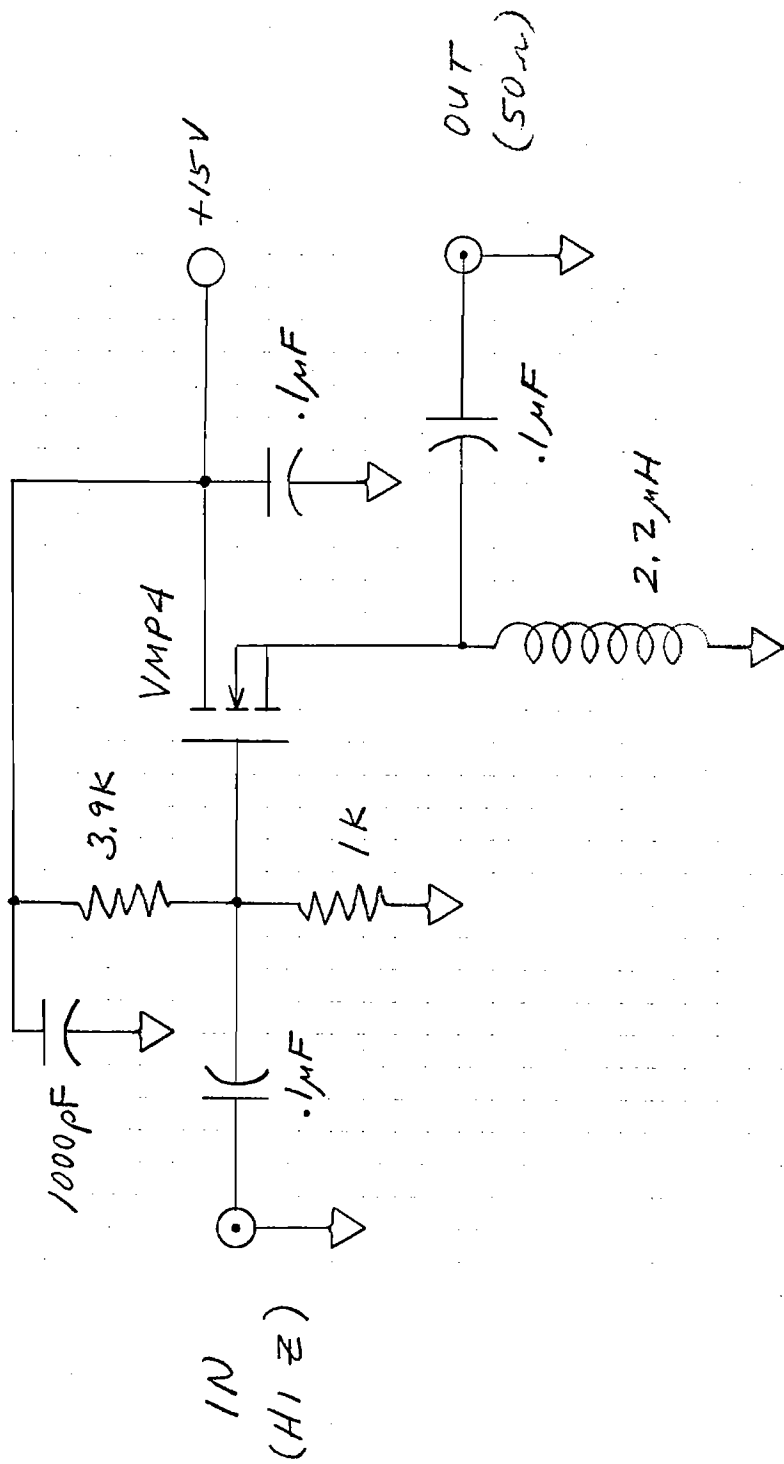 1000pF
3.9K
VMP4
+15V
.1µF
IN
(HI Z)
.1µF
1K
.1µF
OUT
(50Ω)
2.2µH